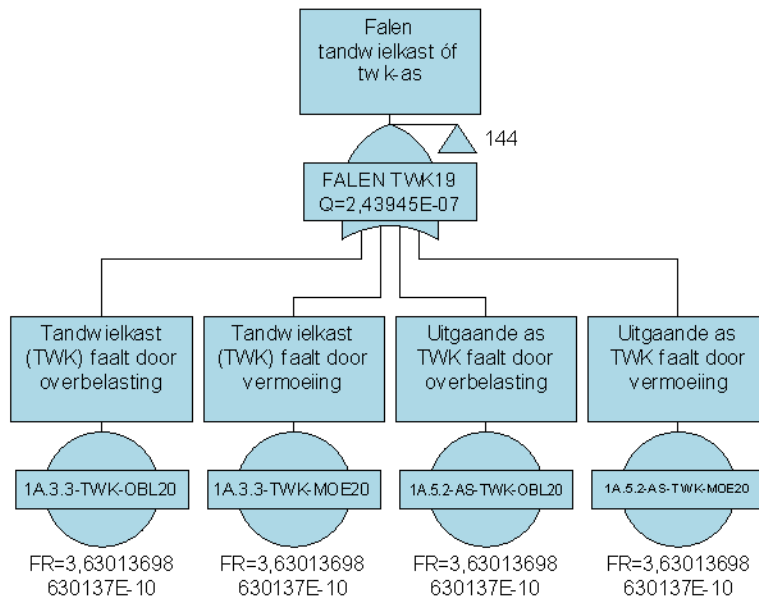 Falen
tandwielkast óf
twk-as
144
FALEN TWK19
Q=2,43945E-07
Tandwielkast
(TWK) faalt door
overbelasting
Tandwielkast
(TWK) faalt door
vermoeiing
Uitgaande as
TWK faalt door
overbelasting
Uitgaande as
TWK faalt door
vermoeiing
1A.3.3-TWK-OBL20
1A.3.3-TWK-MOE20
1A.5.2-AS-TWK-OBL20
1A.5.2-AS-TWK-MOE20
FR=3,63013698
630137E-10
FR=3,63013698
630137E-10
FR=3,63013698
630137E-10
FR=3,63013698
630137E-10